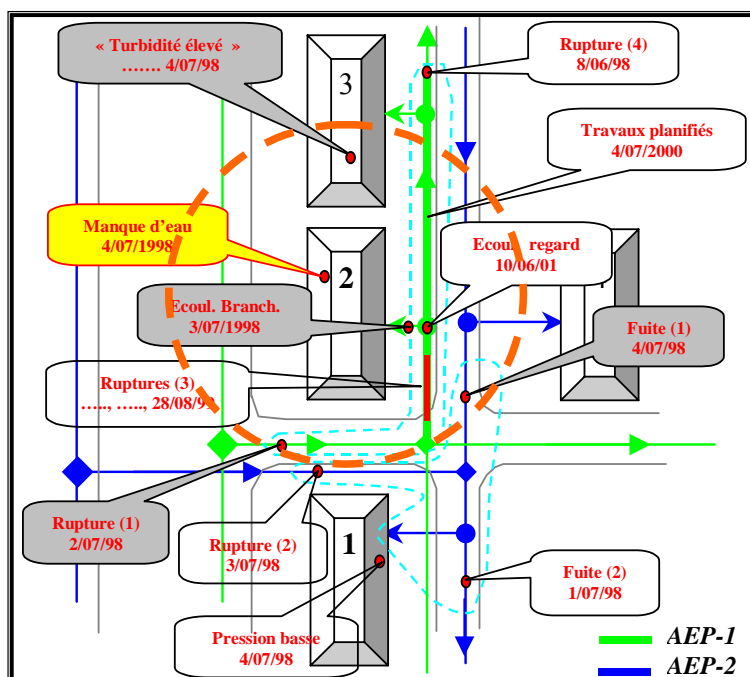 « Turbidité élevé »
……. 4/07/98
3
Rupture (4)
8/06/98
Travaux planifiés
4/07/2000
Manque d’eau
4/07/1998
2
Ecoul. regard
10/06/01
Ecoul. Branch.
3/07/1998
Fuite (1)
4/07/98
Ruptures (3)
….., ….., 28/08/99
Rupture (1)
2/07/98
Rupture (2)
3/07/98
1
Fuite (2)
1/07/98
Pression basse
4/07/98
AEP-1
AEP-2